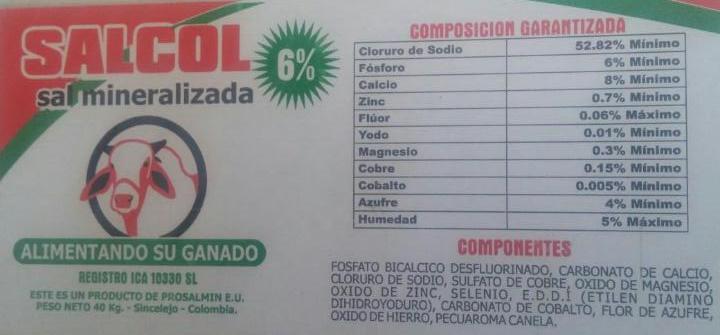 SALCOL
6%
sal mineralizada
ALIMENTANDO SU GANADO
REGISTRO ICA 10330 SL
ESTE ES UN PRODUCTO DE PROSALMIN E.U.
PESO NETO 40 Kg. - Sincelejo - Colombia.
COMPOSICION GARANTIZADA
Cloruro de Sodio 52.82% Mínimo
Fósforo 6% Mínimo
Calcio 8% Mínimo
Zinc 0.7% Mínimo
Flúor 0.06% Máximo
Yodo 0.01% Mínimo
Magnesio 0.3% Mínimo
Cobre 0.15% Mínimo
Cobalto 0.005% Mínimo
Azufre 4% Mínimo
Humedad 5% Máximo
COMPONENTES
FOSFATO BICALCICO DESFLUORINADO, CARBONATO DE CALCIO,
CLORURO DE SODIO, SULFATO DE COBRE, OXIDO DE MAGNESIO,
OXIDO DE ZINC, SELENIO, E.D.D.Í (ETILEN DIAMINO
DIHIDROYODURO), CARBONATO DE COBALTO, FLOR DE AZUFRE,
OXIDO DE HIERRO, PECUAROMA CANELA.